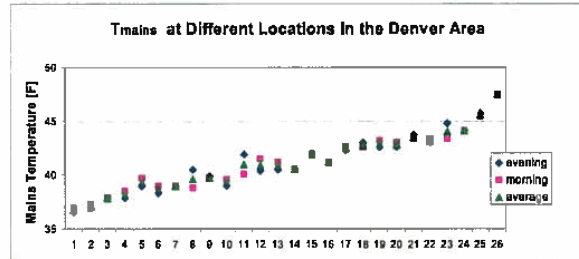 Tmains at Different Locations In the Denver Area
Mains Temperature [F]
50
45
40
35
1 2 3 4 5 6 7 8 9 10 11 12 13 14 15 16 17 18 19 20 21 22 23 24 25 26
evening
morning
average